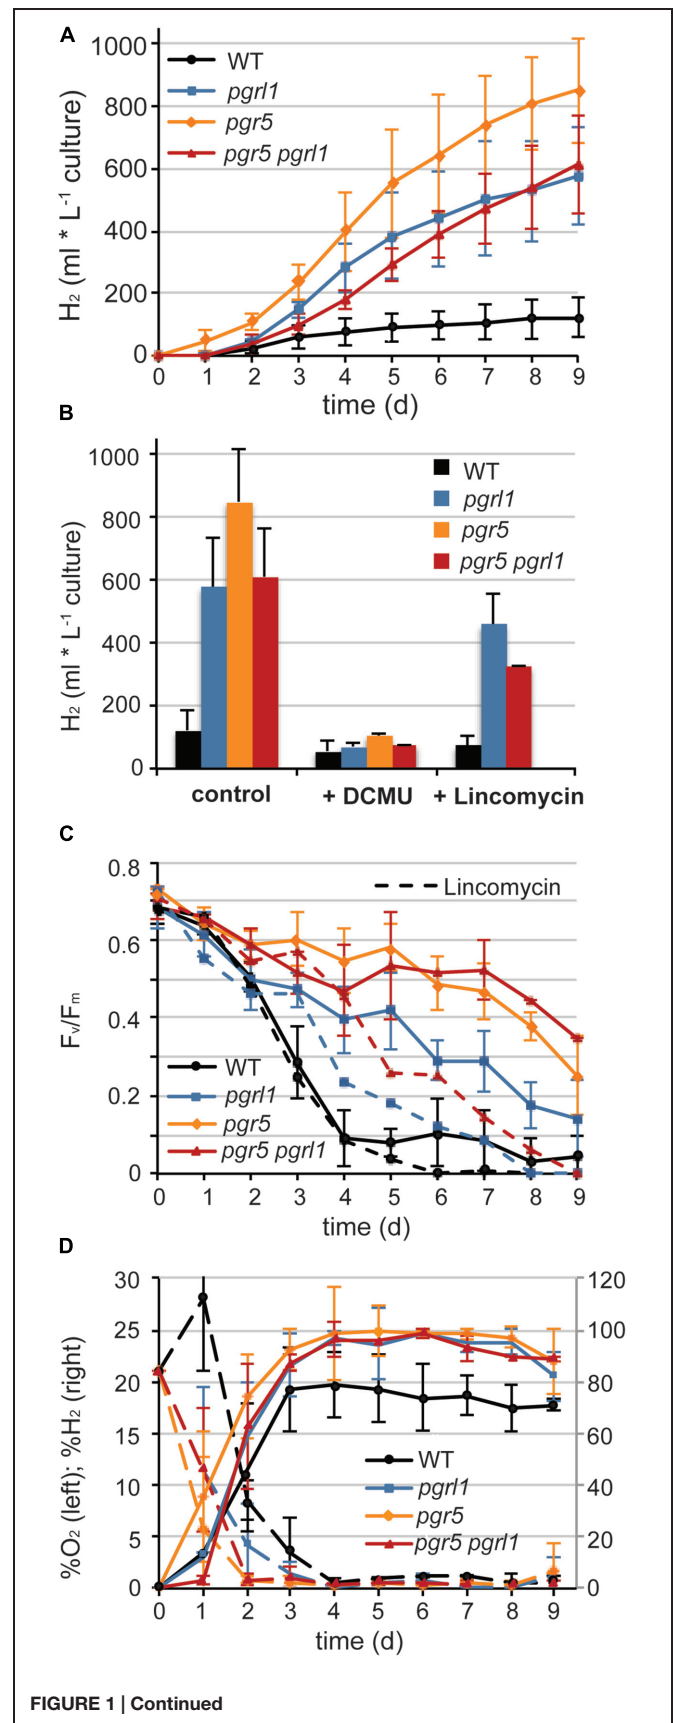 A
1000
800
600
400
200
0
H₂ (ml * L⁻¹ culture)
WT
pgrl1
pgr5
pgr5 pgrl1
0 1 2 3 4 5 6 7 8 9
time (d)
B
1000
800
600
400
200
0
H₂ (ml * L⁻¹ culture)
WT
pgrl1
pgr5
pgr5 pgrl1
control + DCMU + Lincomycin
C
0.8
0.6
0.4
0.2
0
Fᵥ/Fₘ
Lincomycin
WT
pgrl1
pgr5
pgr5 pgrl1
0 1 2 3 4 5 6 7 8 9
time (d)
D
30 120
25 100
20 80
15 60
10 40
5 20
0 0
%O₂ (left); %H₂ (right)
WT
pgrl1
pgr5
pgr5 pgrl1
0 1 2 3 4 5 6 7 8 9
time (d)
FIGURE 1 | Continued